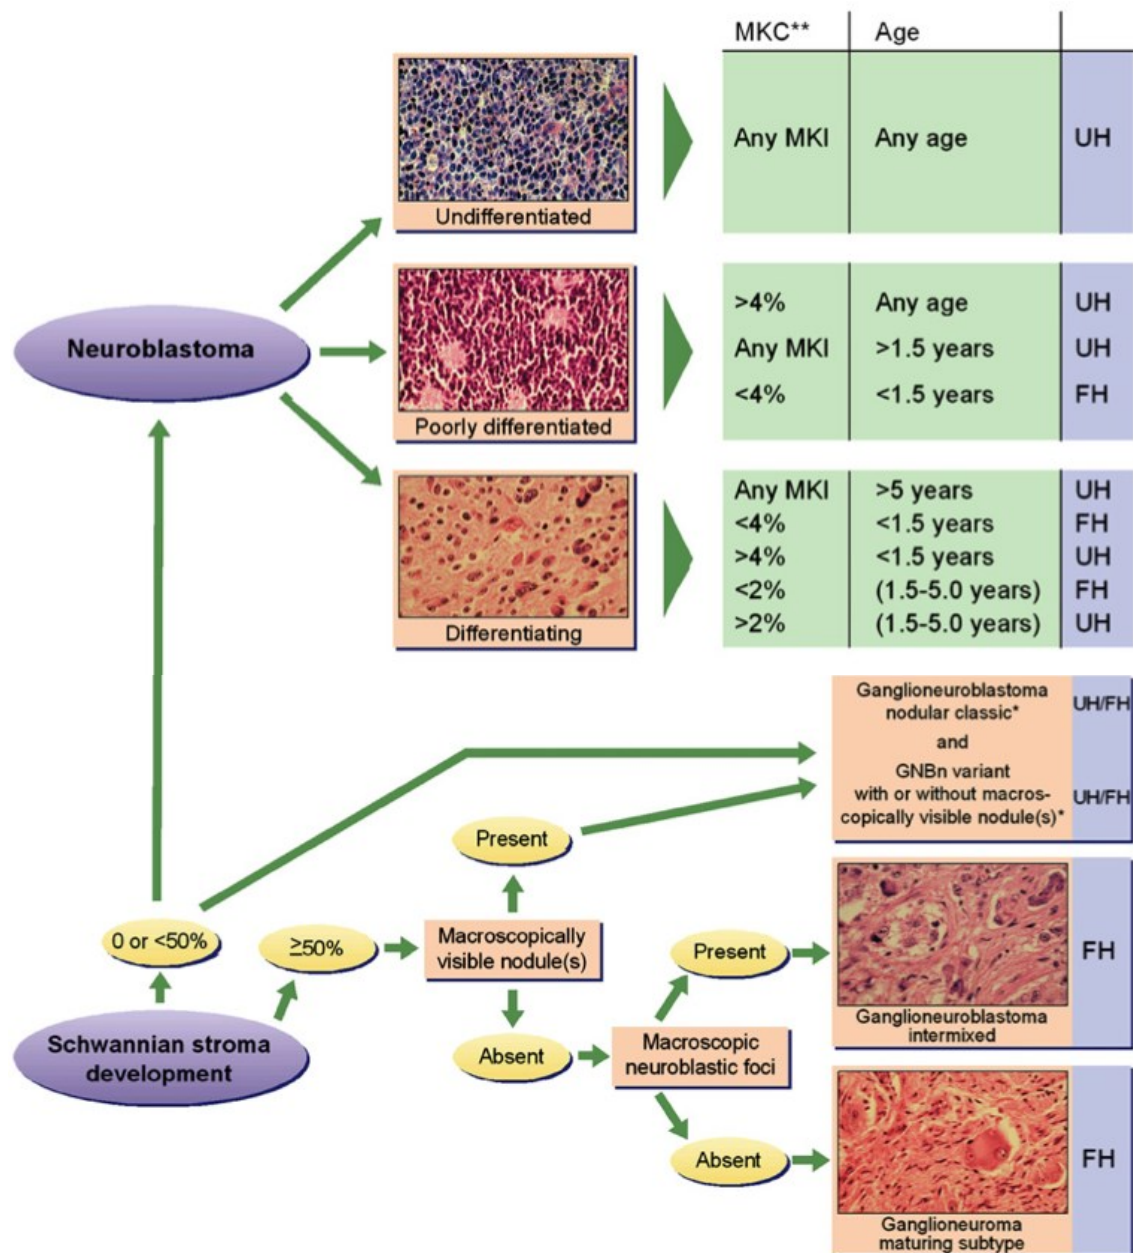 MKC** Age
Undifferentiated
Any MKI Any age UH
Neuroblastoma
Poorly differentiated
>4% Any age UH
Any MKI >1.5 years UH
<4% <1.5 years FH
Differentiating
Any MKI >5 years UH
<4% <1.5 years FH
>4% <1.5 years UH
<2% (1.5-5.0 years) FH
>2% (1.5-5.0 years) UH
Ganglioneuroblastoma
nodular classic*
UH/FH
and
GNBn variant
with or without macros-
copically visible nodule(s)*
UH/FH
Present
0 or <50%
≥50%
Macroscopically
visible nodule(s)
Present
Ganglioneuroblastoma
intermixed
FH
Schwannian stroma
development
Absent
Macroscopic
neuroblastic foci
Absent
Ganglioneuroma
maturing subtype
FH